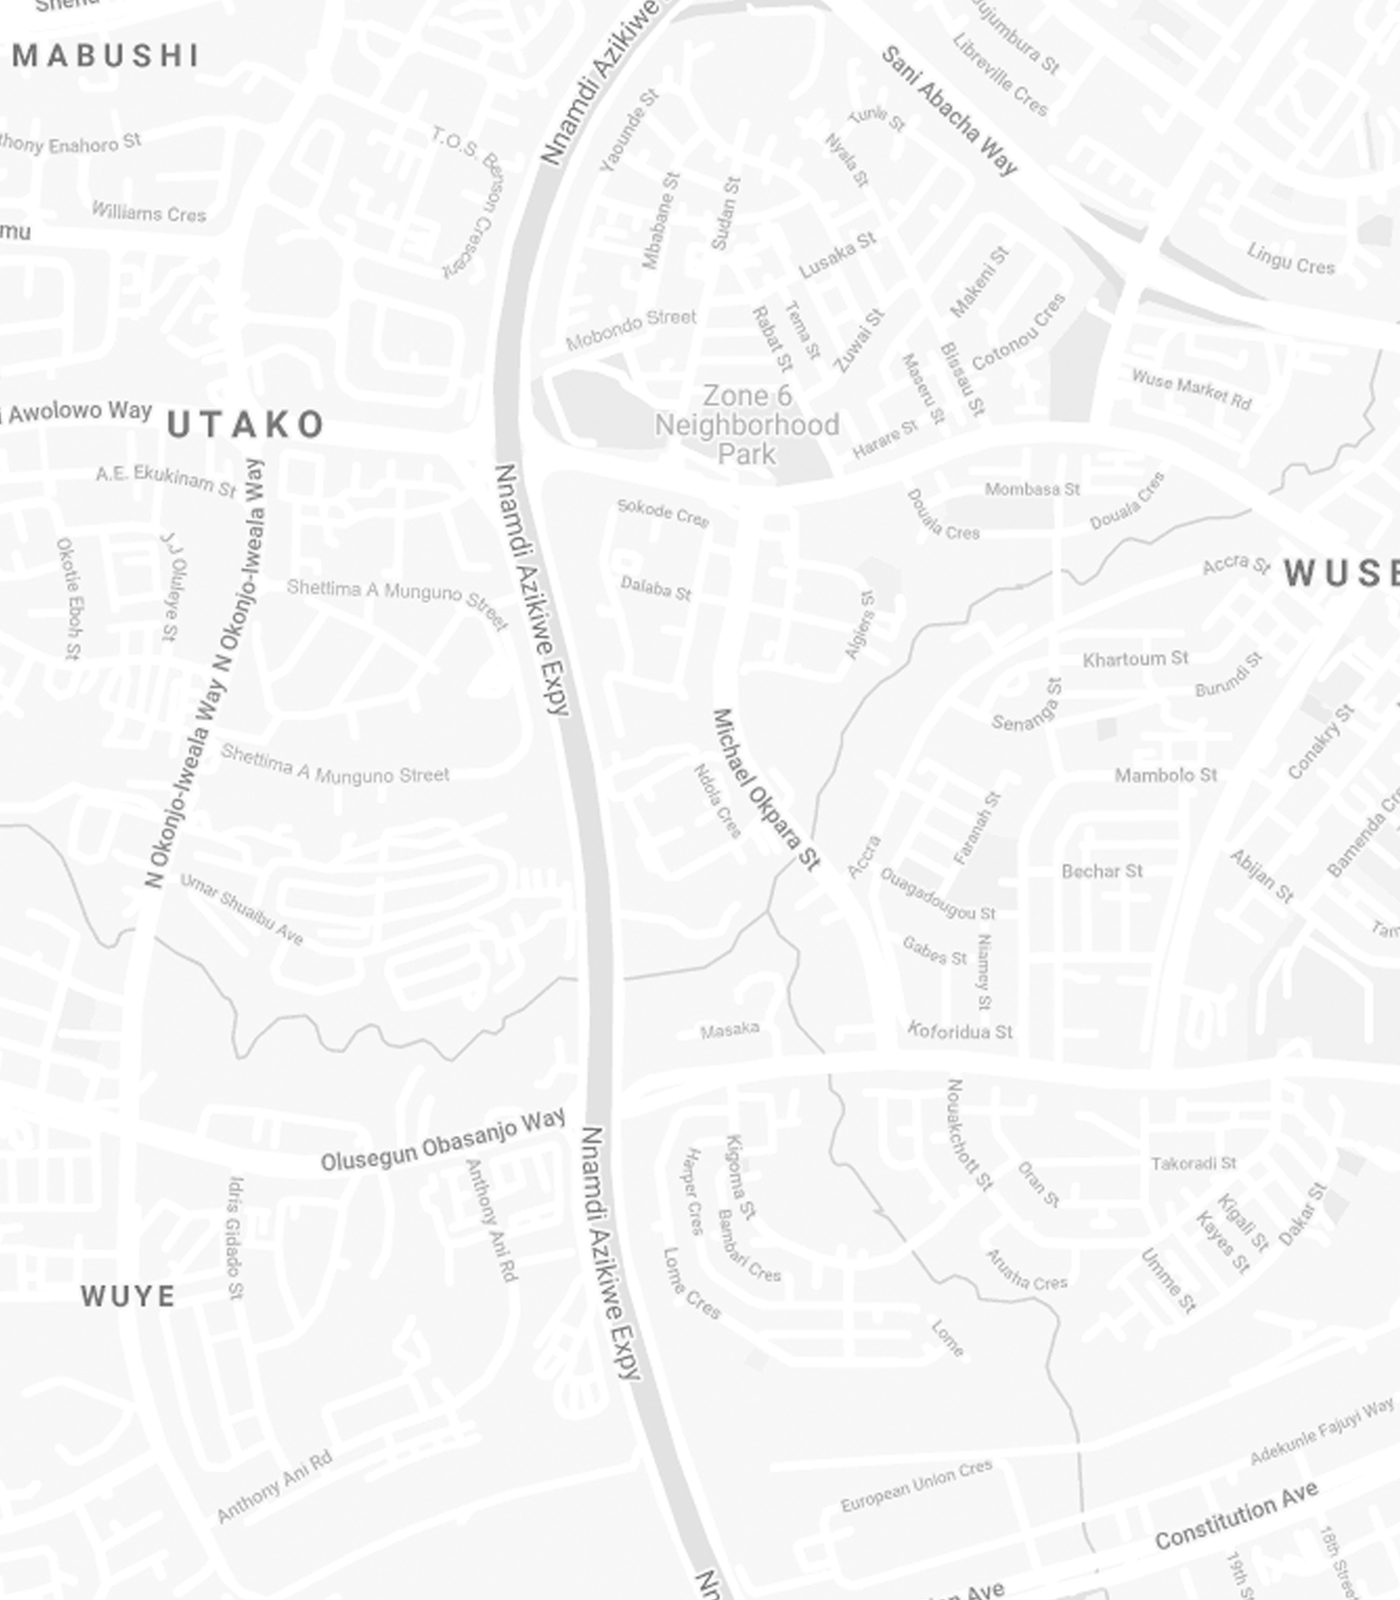 MABUSHI
Nnamdi Azikiwe
Sani Abacha Way
Libreville Cres
Yaounde St
Tunis St
Nyala St
T.O.S. Benson Crescent
Williams Cres
Mbabane St
Sudan St
Lusaka St
Makeni St
Lingu Cres
Mobondo Street
Rabat St
Tema St
Zuwai St
Cotonou Cres
Maseru St
Bissau St
Wuse Market Rd
Awolowo Way
UTAKO
Zone 6
Neighborhood
Park
Harare St
A.E. Ekukinam St
N Okonjo-Iweala Way
Nnamdi Azikiwe Expy
Sokode Cres
Mombasa St
Douala Cres
Douala Cres
Okotie Eboh St
J.J Oluleye St
Shettima A Munguno Street
Dalaba St
Algiers St
Accra St
WUSE
Khartoum St
Burundi St
Senanga St
N Okonjo-Iweala Way
Shettima A Munguno Street
Michael Okpara St
Ndola Cres
Mambolo St
Conakry St
Faranah St
Accra
Bechar St
Abijan St
Umar Shuaibu Ave
Ouagadougou St
Gabes St
Niamey St
Masaka
Koforidua St
Olusegun Obasanjo Way
Nnamdi Azikiwe Expy
Nouakchott St
Idris Gidado St
Anthony Ani Rd
Harper Cres
Kigoma St
Bambari Cres
Oran St
Takoradi St
Kigali St
Kayes St
Dakar St
WUYE
Lome Cres
Aruaha Cres
Umme St
Lome
Anthony Ani Rd
European Union Cres
Adekunle Fajuyi Way
Constitution Ave
18th Street
Ave